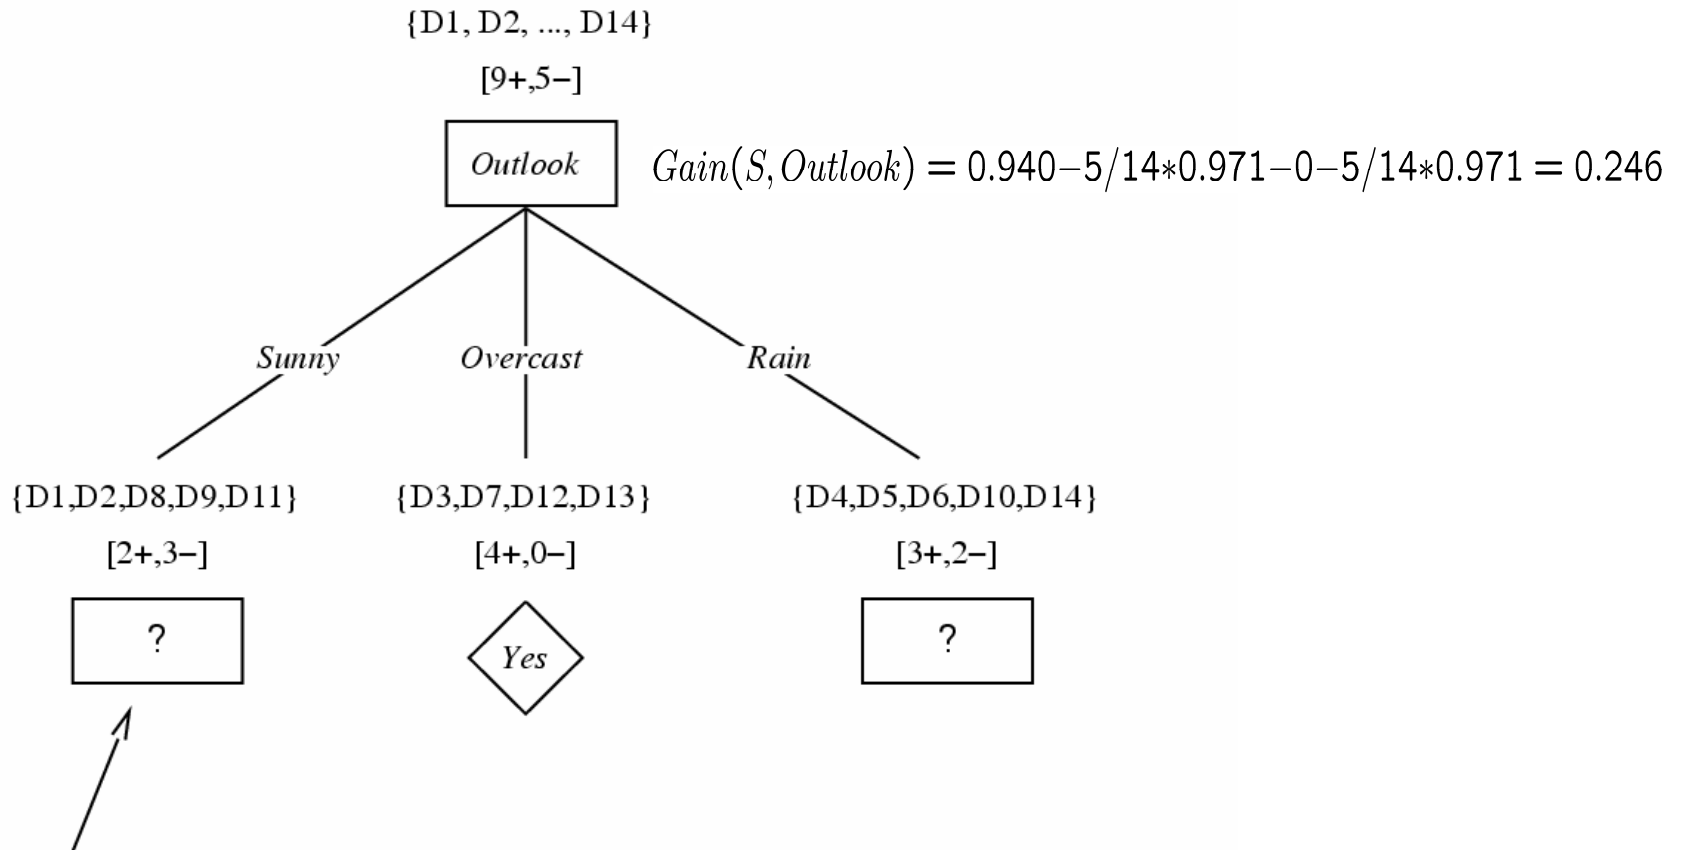 {D1, D2, ..., D14}
[9+,5−]
Outlook
Gain(S, Outlook) = 0.940−5/14∗0.971−0−5/14∗0.971 = 0.246
Sunny
Overcast
Rain
{D1,D2,D8,D9,D11}
{D3,D7,D12,D13}
{D4,D5,D6,D10,D14}
[2+,3−]
[4+,0−]
[3+,2−]
?
Yes
?